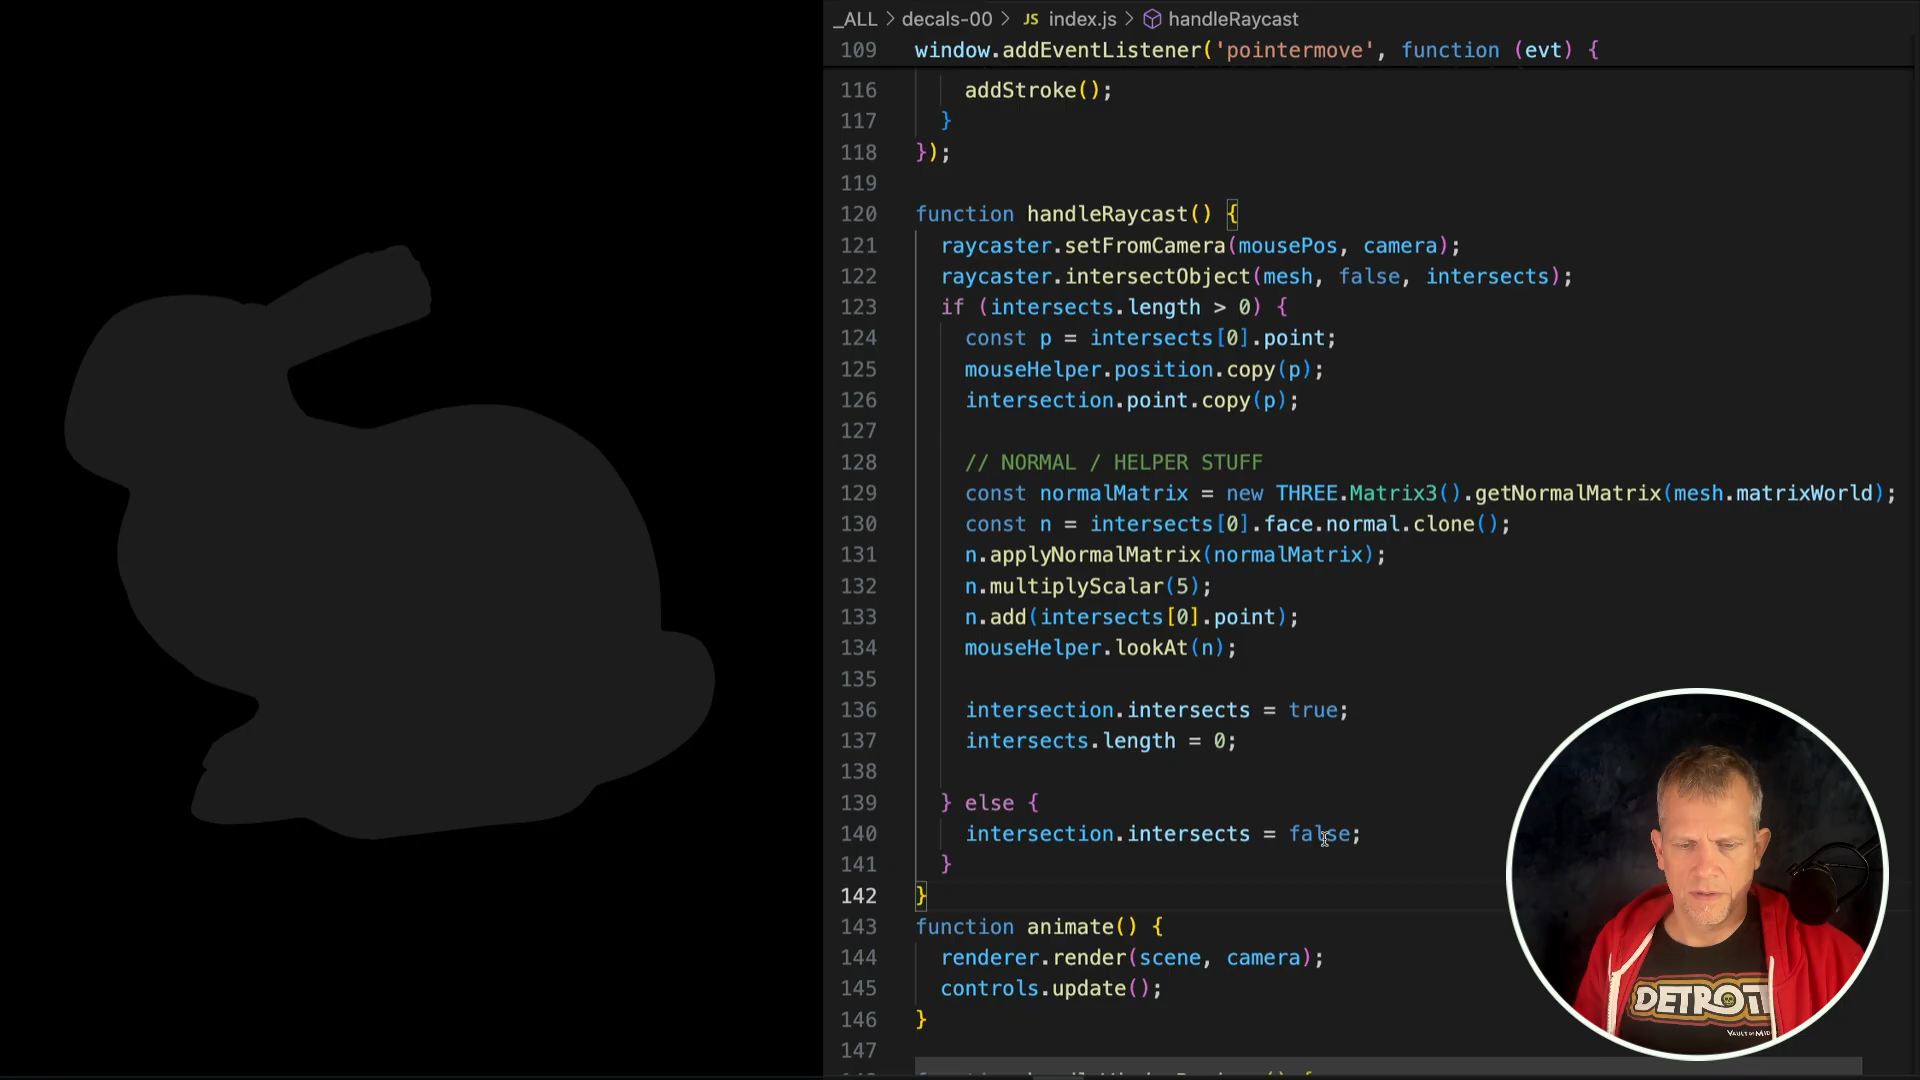 _ALL > decals-00 > JS index.js > handleRaycast
109 window.addEventListener('pointermove', function (evt) {
116 addStroke();
117 }
118 });
119
120 function handleRaycast() {
121 raycaster.setFromCamera(mousePos, camera);
122 raycaster.intersectObject(mesh, false, intersects);
123 if (intersects.length > 0) {
124 const p = intersects[0].point;
125 mouseHelper.position.copy(p);
126 intersection.point.copy(p);
127
128 // NORMAL / HELPER STUFF
129 const normalMatrix = new THREE.Matrix3().getNormalMatrix(mesh.matrixWorld);
130 const n = intersects[0].face.normal.clone();
131 n.applyNormalMatrix(normalMatrix);
132 n.multiplyScalar(5);
133 n.add(intersects[0].point);
134 mouseHelper.lookAt(n);
135
136 intersection.intersects = true;
137 intersects.length = 0;
138
139 } else {
140 intersection.intersects = false;
141 }
142 }
143 function animate() {
144 renderer.render(scene, camera);
145 controls.update();
146 }
147
DETROIT